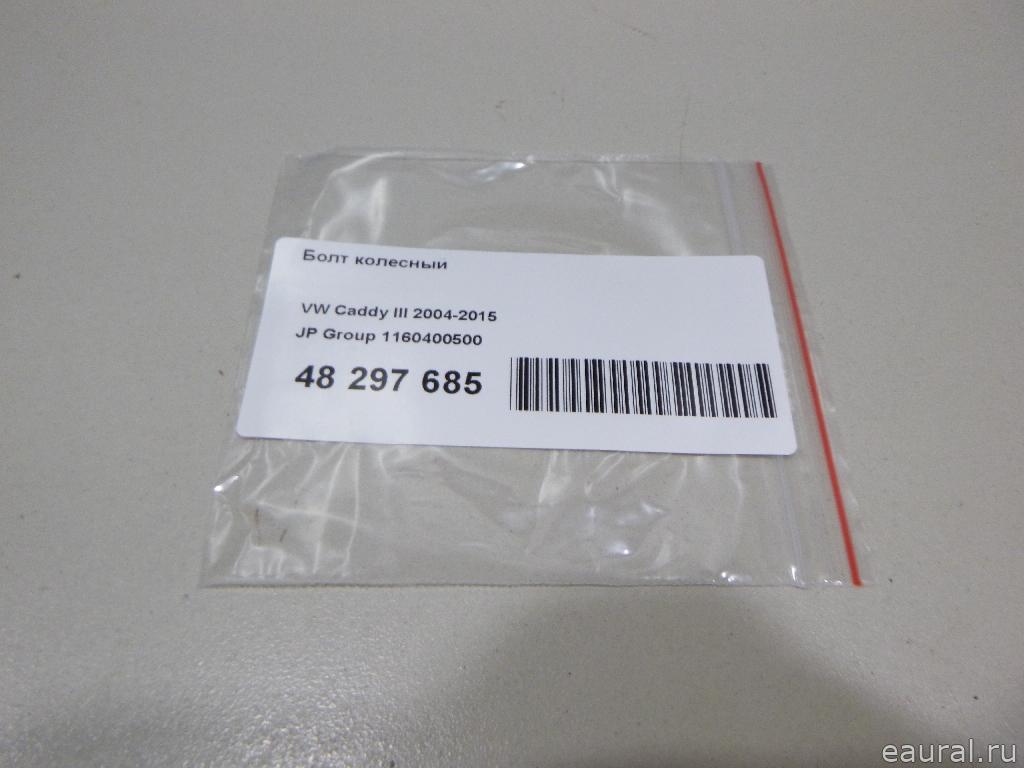 Болт колесный
VW Caddy III 2004-2015
JP Group 1160400500
48 297 685
eaural.ru